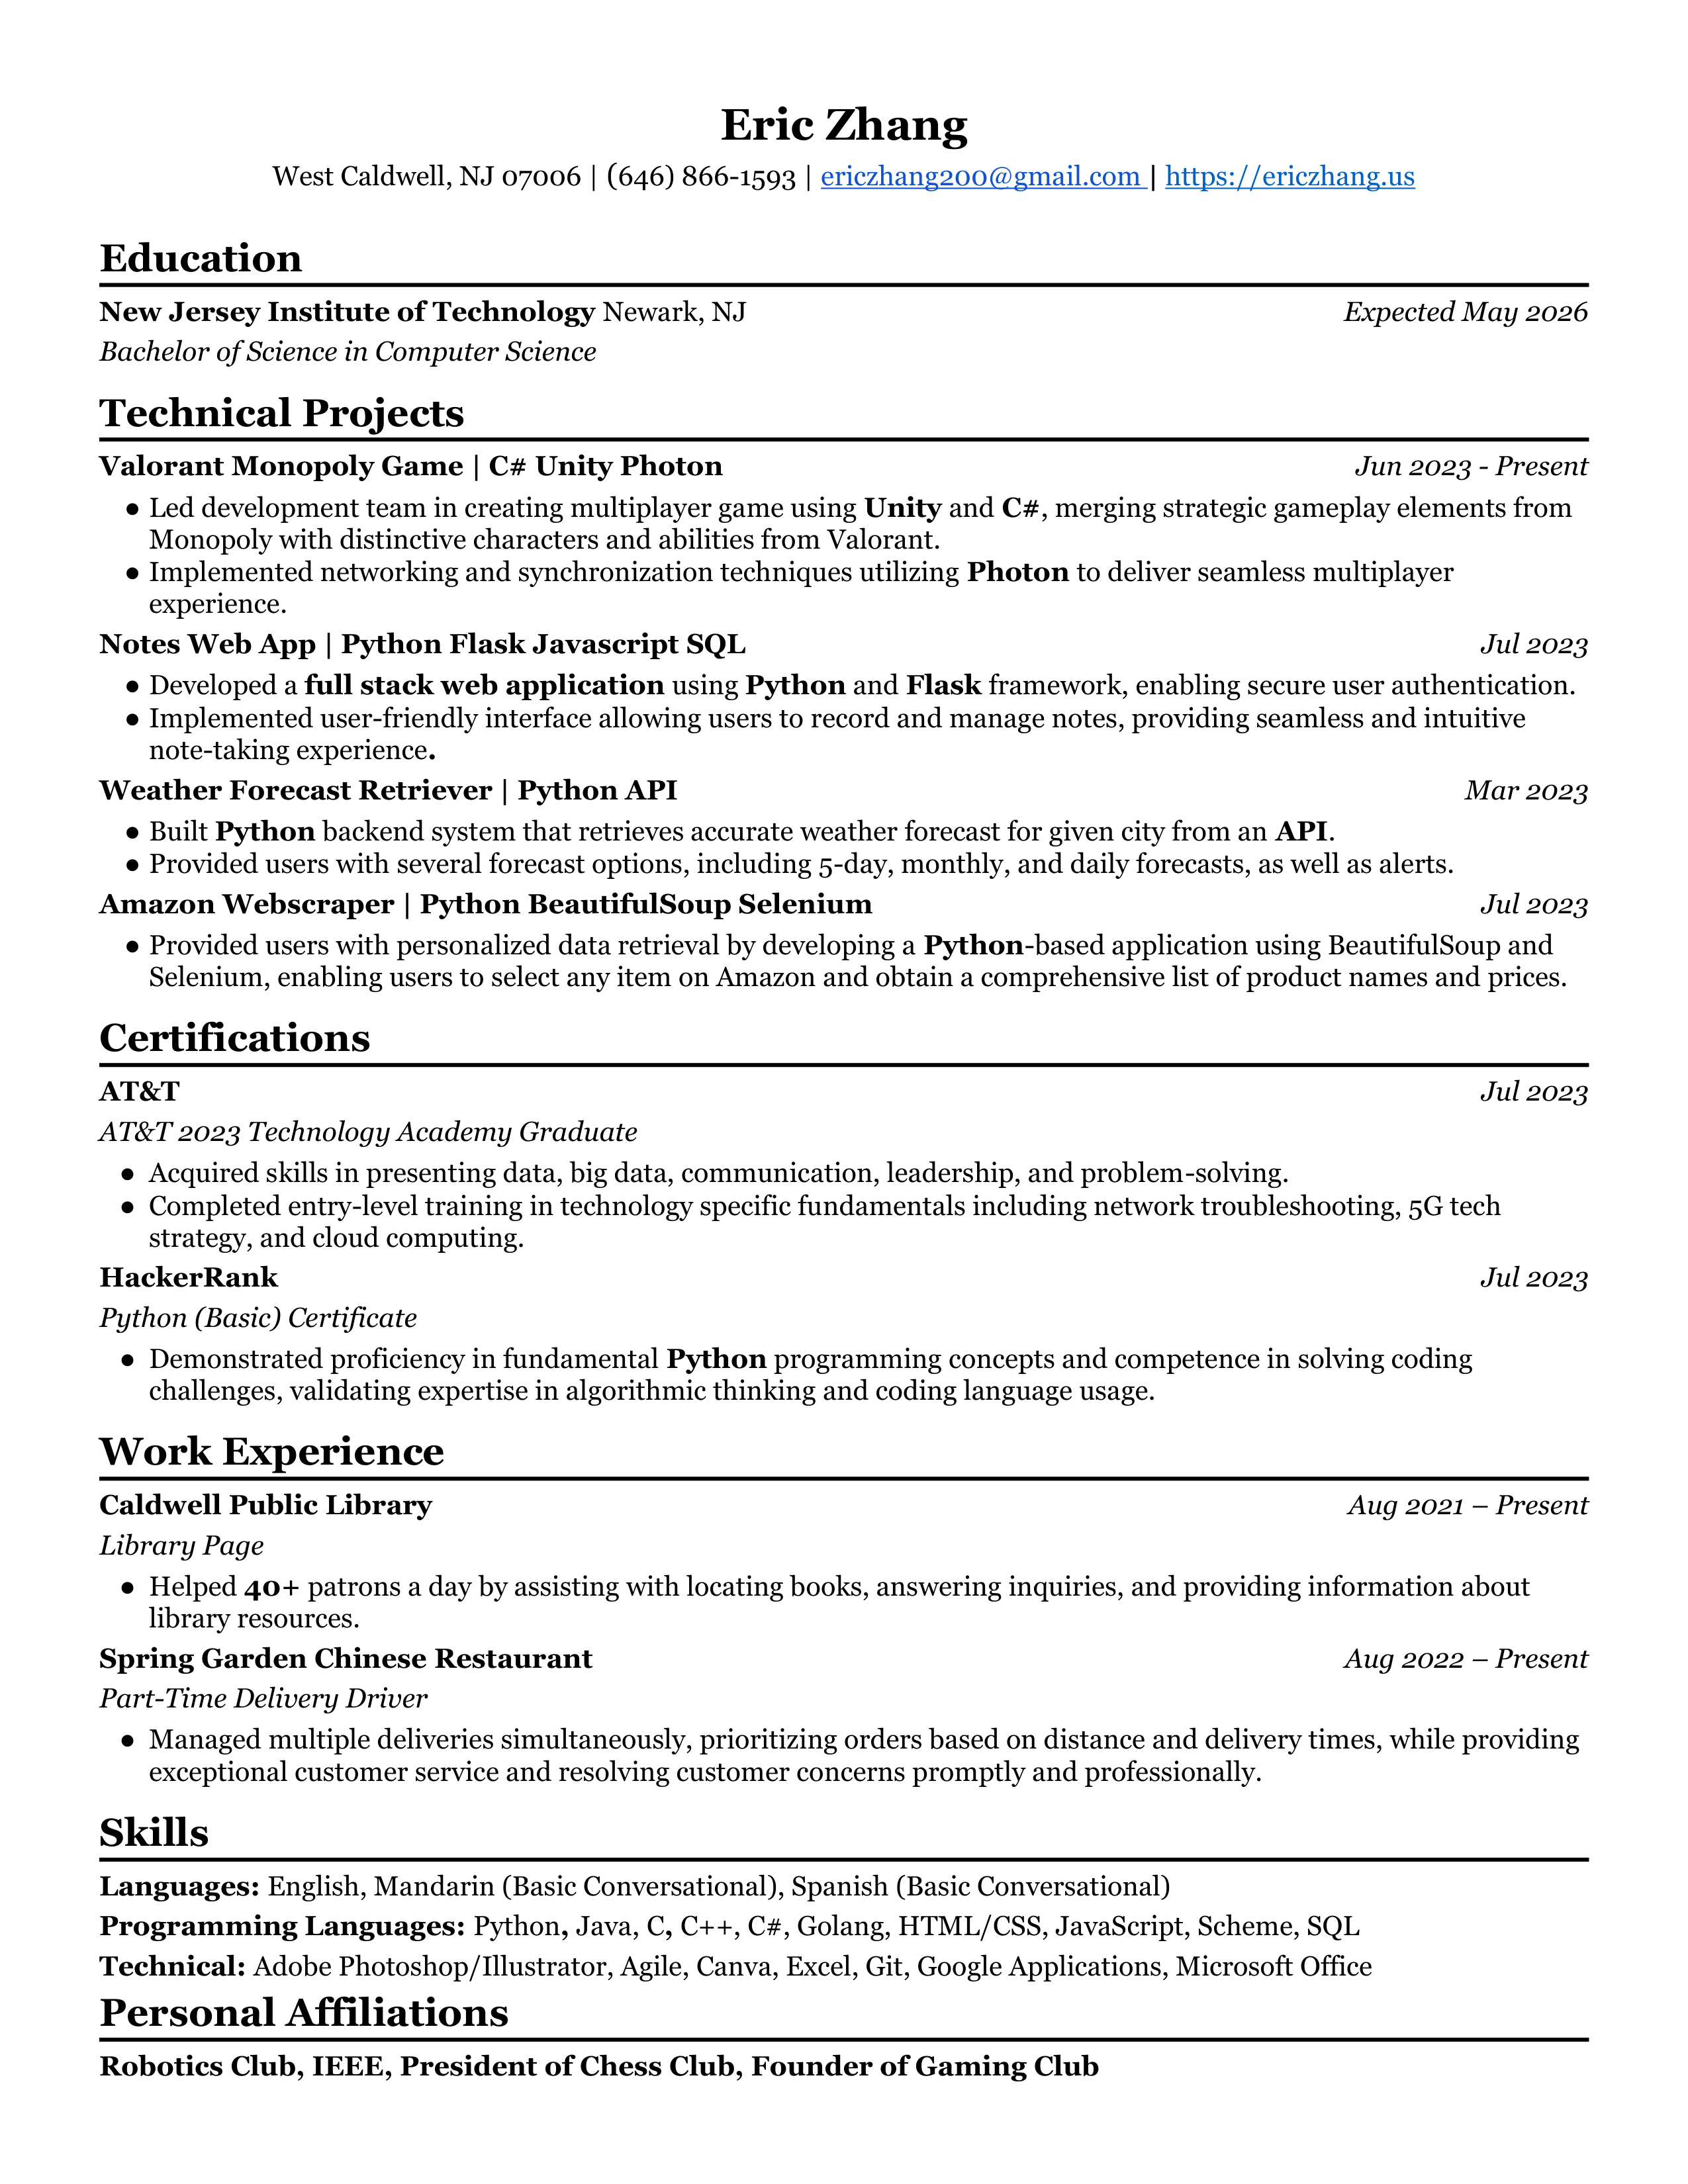 Eric Zhang
West Caldwell, NJ 07006 | (646) 866-1593 | ericzhang200@gmail.com | https://ericzhang.us
Education
New Jersey Institute of Technology Newark, NJ Expected May 2026
Bachelor of Science in Computer Science
Technical Projects
Valorant Monopoly Game | C# Unity Photon Jun 2023 - Present
● Led development team in creating multiplayer game using Unity and C#, merging strategic gameplay elements from
Monopoly with distinctive characters and abilities from Valorant.
● Implemented networking and synchronization techniques utilizing Photon to deliver seamless multiplayer
experience.
Notes Web App | Python Flask Javascript SQL Jul 2023
● Developed a full stack web application using Python and Flask framework, enabling secure user authentication.
● Implemented user-friendly interface allowing users to record and manage notes, providing seamless and intuitive
note-taking experience.
Weather Forecast Retriever | Python API Mar 2023
● Built Python backend system that retrieves accurate weather forecast for given city from an API.
● Provided users with several forecast options, including 5-day, monthly, and daily forecasts, as well as alerts.
Amazon Webscraper | Python BeautifulSoup Selenium Jul 2023
● Provided users with personalized data retrieval by developing a Python-based application using BeautifulSoup and
Selenium, enabling users to select any item on Amazon and obtain a comprehensive list of product names and prices.
Certifications
AT&T Jul 2023
AT&T 2023 Technology Academy Graduate
● Acquired skills in presenting data, big data, communication, leadership, and problem-solving.
● Completed entry-level training in technology specific fundamentals including network troubleshooting, 5G tech
strategy, and cloud computing.
HackerRank Jul 2023
Python (Basic) Certificate
● Demonstrated proficiency in fundamental Python programming concepts and competence in solving coding
challenges, validating expertise in algorithmic thinking and coding language usage.
Work Experience
Caldwell Public Library Aug 2021 – Present
Library Page
● Helped 40+ patrons a day by assisting with locating books, answering inquiries, and providing information about
library resources.
Spring Garden Chinese Restaurant Aug 2022 – Present
Part-Time Delivery Driver
● Managed multiple deliveries simultaneously, prioritizing orders based on distance and delivery times, while providing
exceptional customer service and resolving customer concerns promptly and professionally.
Skills
Languages: English, Mandarin (Basic Conversational), Spanish (Basic Conversational)
Programming Languages: Python, Java, C, C++, C#, Golang, HTML/CSS, JavaScript, Scheme, SQL
Technical: Adobe Photoshop/Illustrator, Agile, Canva, Excel, Git, Google Applications, Microsoft Office
Personal Affiliations
Robotics Club, IEEE, President of Chess Club, Founder of Gaming Club